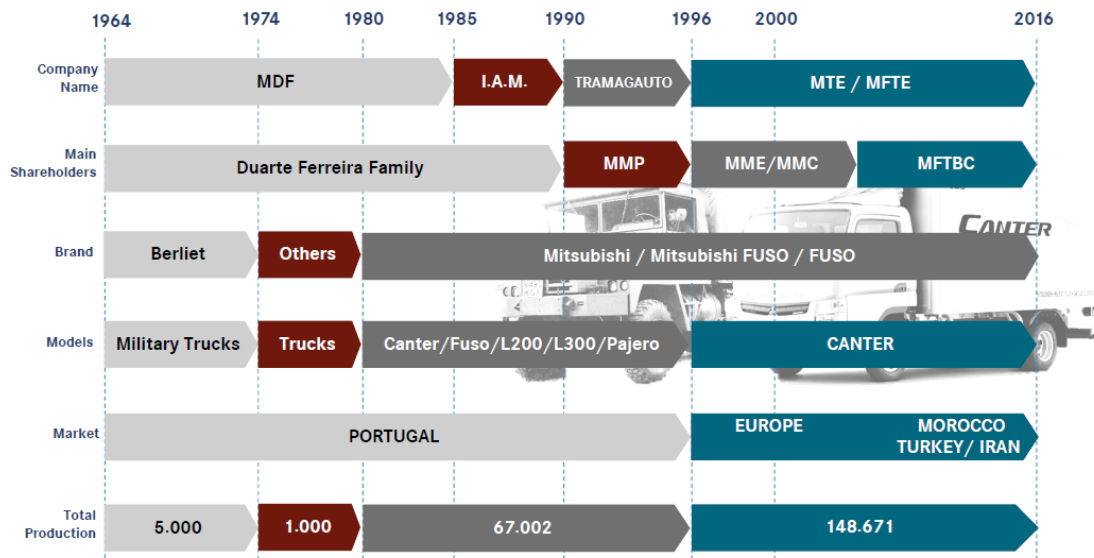 1964 1974 1980 1985 1990 1996 2000 2016
Company
Name
MDF I.A.M. TRAMAGAUTO MTE / MFTE
Main
Shareholders
Duarte Ferreira Family MMP MME/MMC MFTBC
CANTER
Brand Berliet Others Mitsubishi / Mitsubishi FUSO / FUSO
Models Military Trucks Trucks Canter/Fuso/L200/L300/Pajero CANTER
Market PORTUGAL EUROPE MOROCCO
TURKEY/ IRAN
Total
Production
5.000 1.000 67.002 148.671